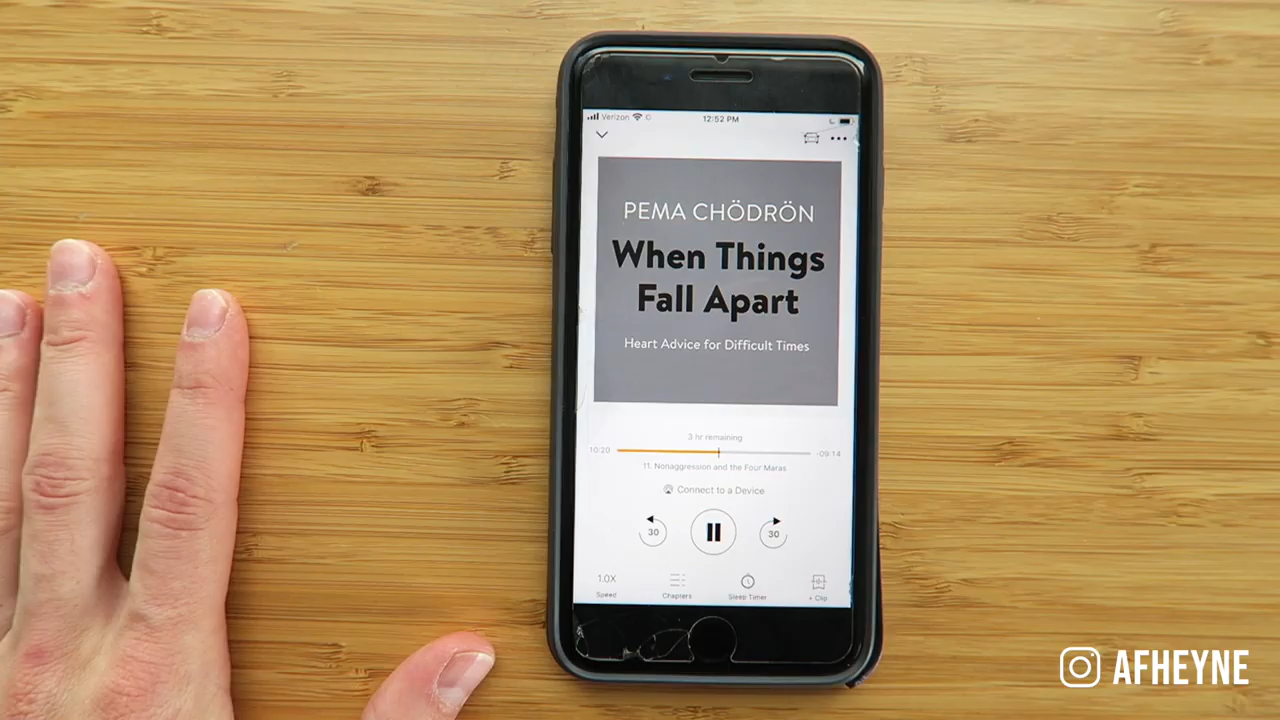 Verizon
12:52 PM
PEMA CHÖDRÖN
When Things
Fall Apart
Heart Advice for Difficult Times
3 hr remaining
10:20
-09:14
11. Nonaggression and the Four Maras
Connect to a Device
30
30
1.0X
Speed
Chapters
Sleep Timer
+ Clip
AFHEYNE